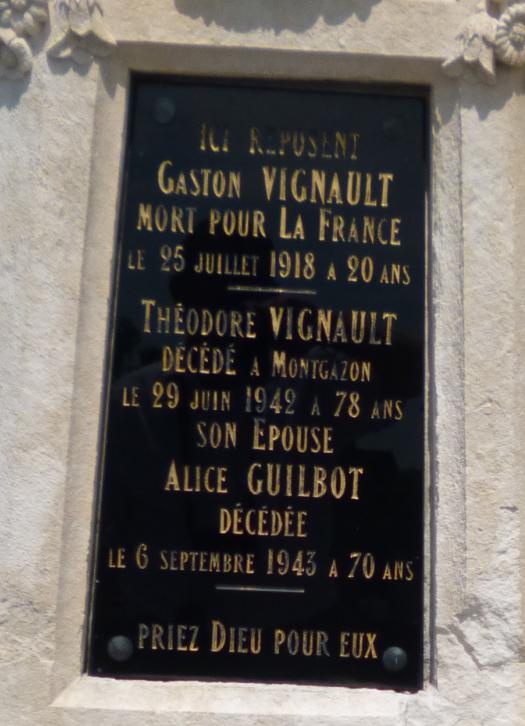 ICI REPOSENT
GASTON VIGNAULT
MORT POUR LA FRANCE
LE 25 JUILLET 1918 A 20 ANS
THÉODORE VIGNAULT
DÉCÉDÉ A MONTGAZON
LE 29 JUIN 1942 A 78 ANS
SON ÉPOUSE
ALICE GUILBOT
DÉCÉDÉE
LE 6 SEPTEMBRE 1943 A 70 ANS
PRIEZ DIEU POUR EUX